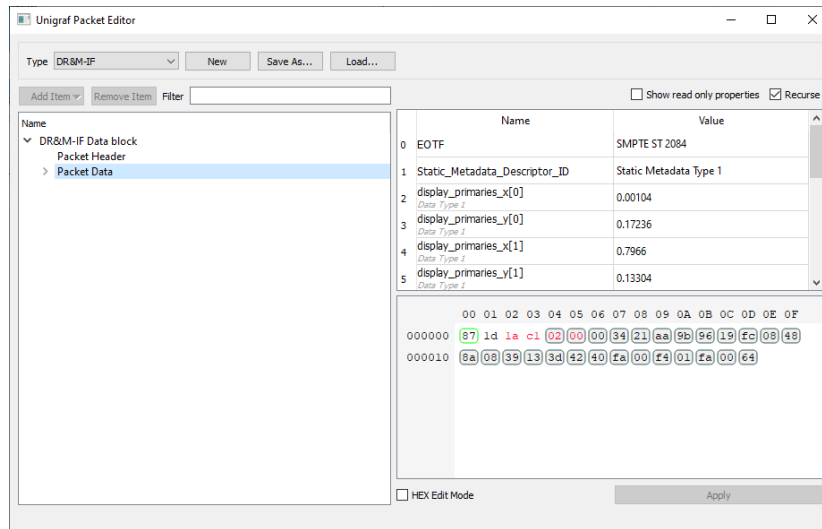 Unigraf Packet Editor
Type DR&M-IF New Save As... Load...
Add Item Remove Item Filter Show read only properties Recurse
Name
DR&M-IF Data block
Packet Header
Packet Data
Name Value
0 EOTF SMPTE ST 2084
1 Static_Metadata_Descriptor_ID Static Metadata Type 1
2 display_primaries_x[0] 0.00104
Data Type 1
3 display_primaries_y[0] 0.17236
Data Type 1
4 display_primaries_x[1] 0.7966
Data Type 1
5 display_primaries_y[1] 0.13304
Data Type 1
00 01 02 03 04 05 06 07 08 09 0A 0B 0C 0D 0E 0F
000000 87 1d 1a c1 02 00 00 34 21 aa 9b 96 19 fc 08 48
000010 8a 08 39 13 3d 42 40 fa 00 f4 01 fa 00 64
HEX Edit Mode Apply